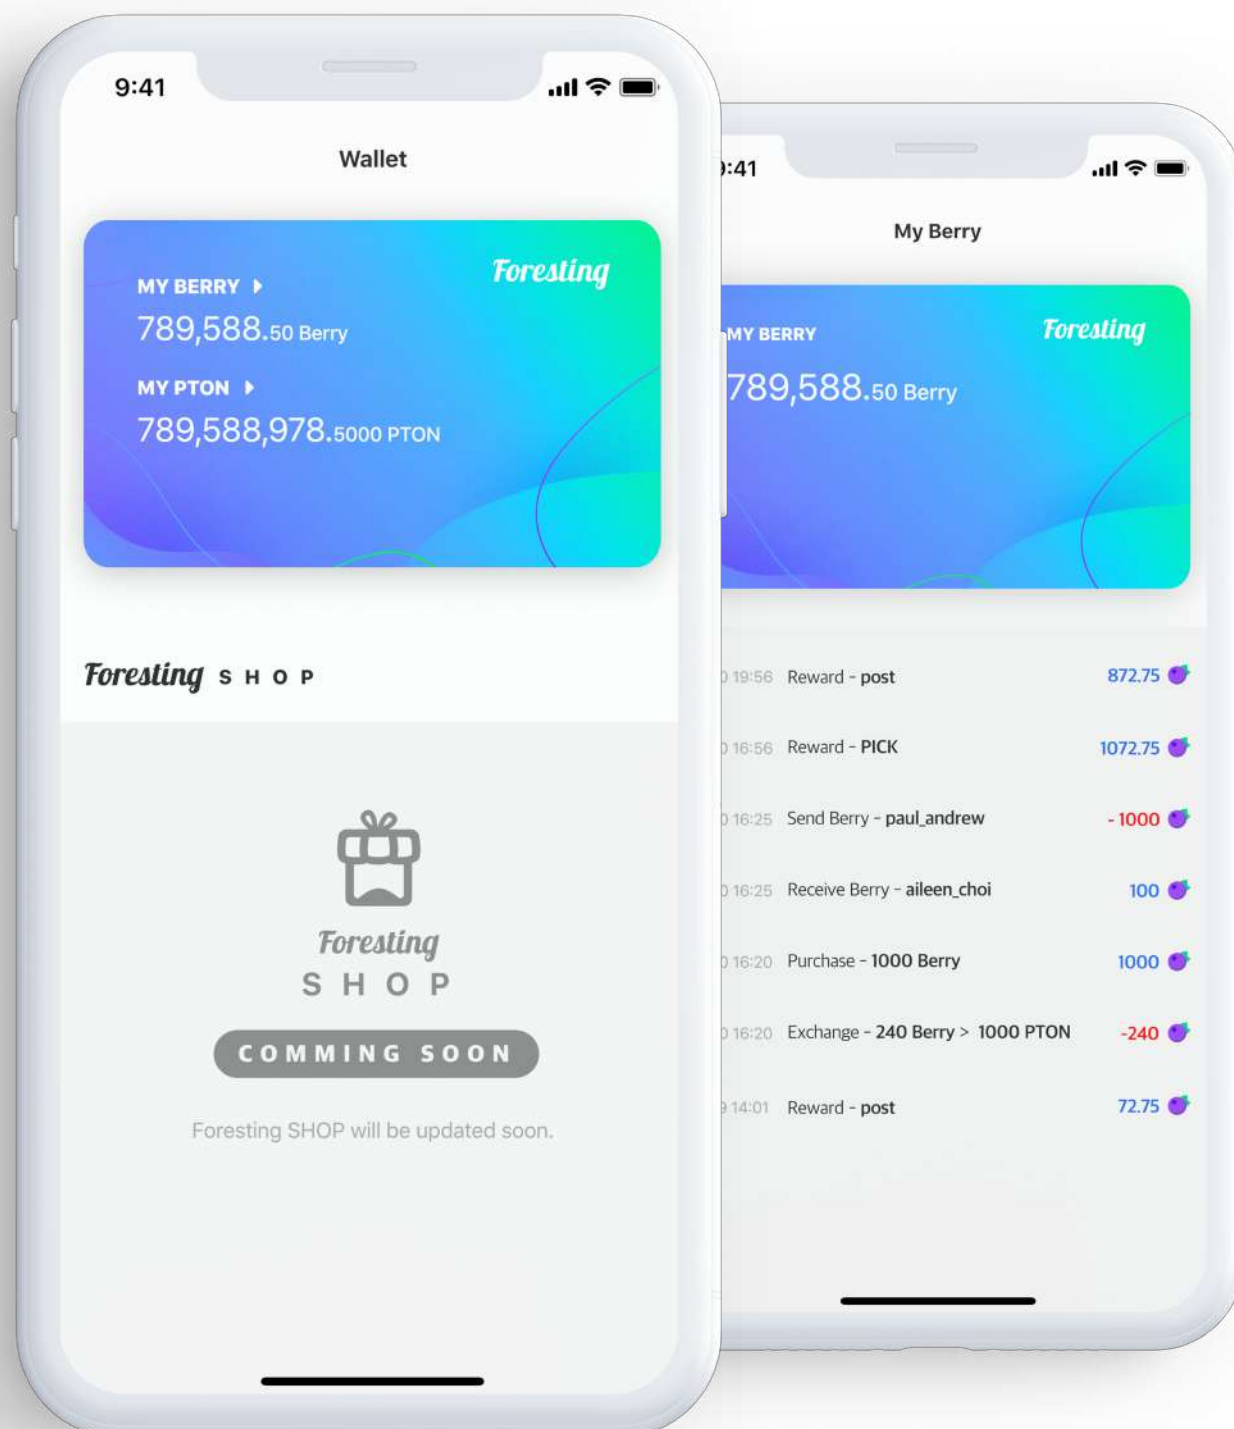 9:41
Wallet
MY BERRY
Foresting
789,588.50 Berry
MY PTON
789,588,978.5000 PTON
Foresting SHOP
Foresting
SHOP
COMMING SOON
Foresting SHOP will be updated soon.
:41
My Berry
MY BERRY
Foresting
789,588.50 Berry
19:56 Reward - post 872.75
16:56 Reward - PICK 1072.75
16:25 Send Berry - paul_andrew - 1000
16:25 Receive Berry - aileen_choi 100
16:20 Purchase - 1000 Berry 1000
16:20 Exchange - 240 Berry > 1000 PTON -240
14:01 Reward - post 72.75